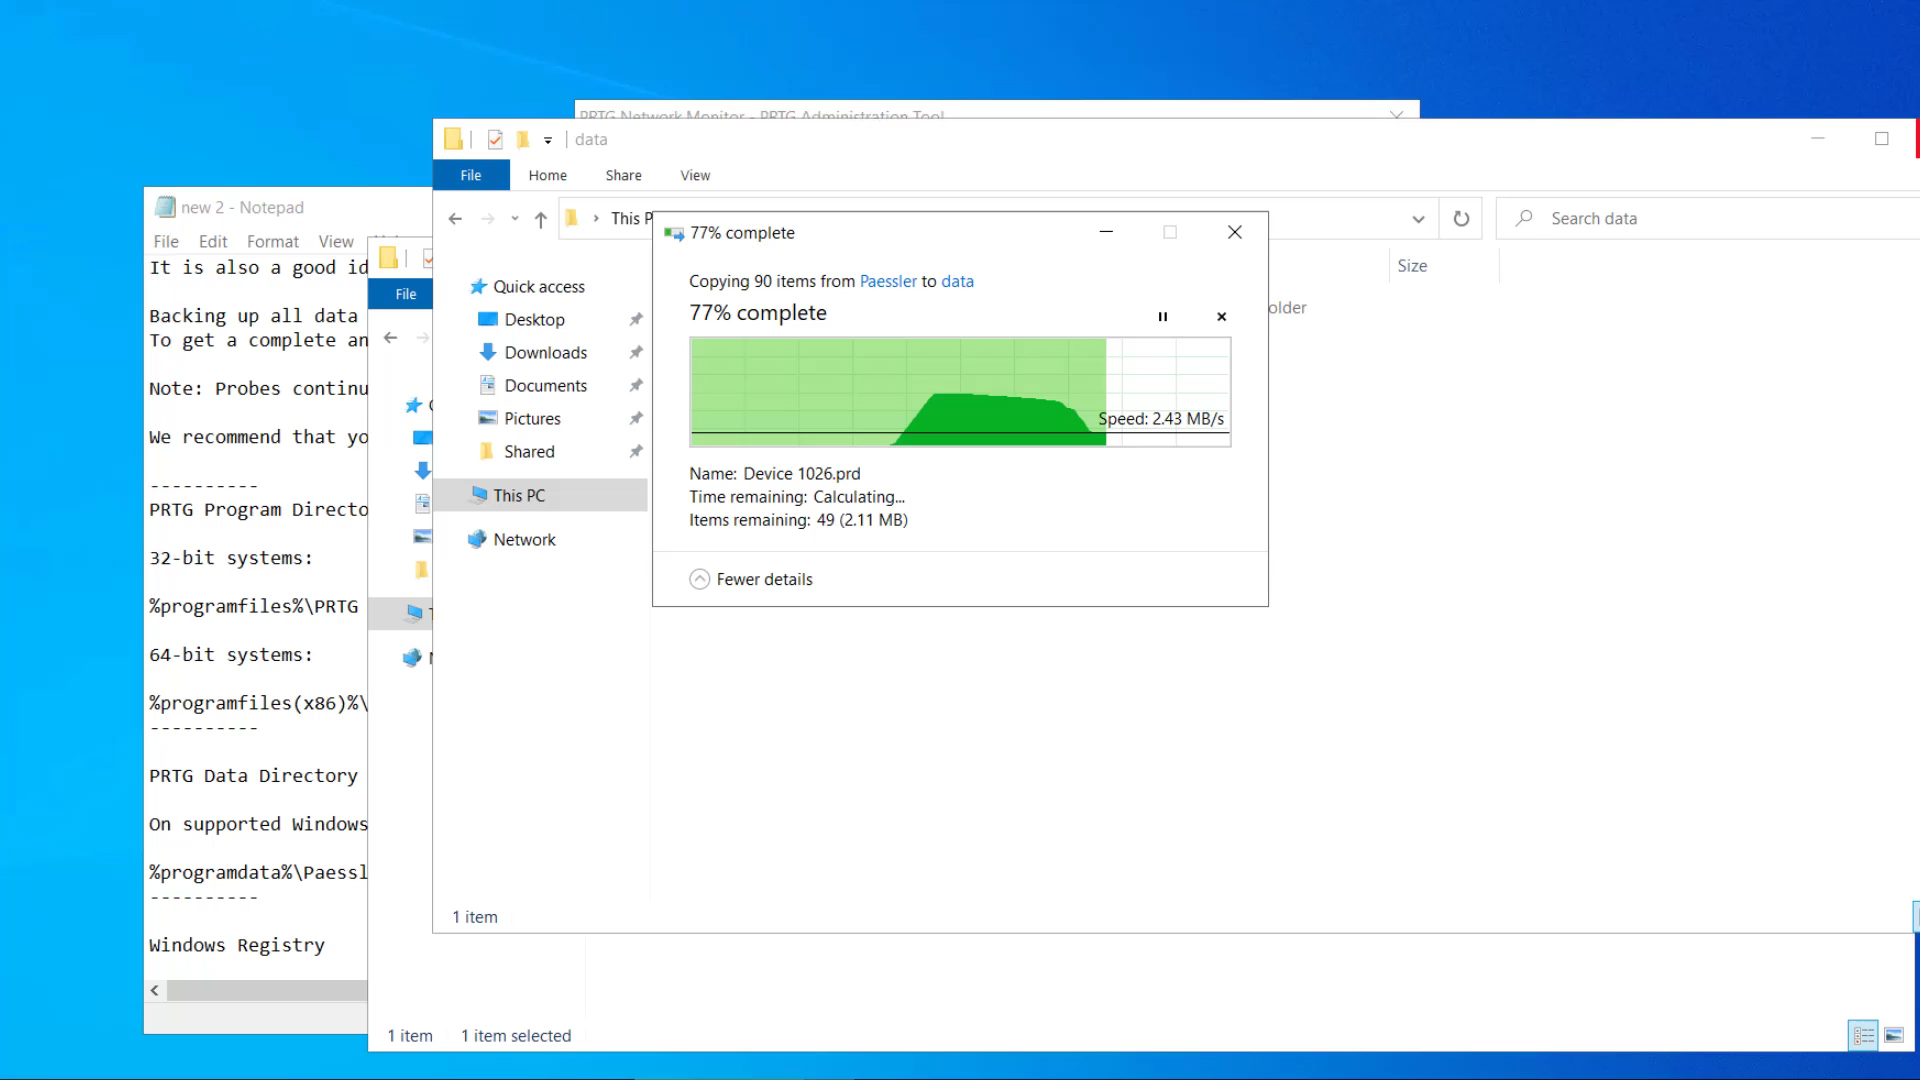 PRTG Network Monitor - PRTG Administration Tool
data
File
Home
Share
View
This P
Search data
new 2 - Notepad
File
Edit
Format
View
It is also a good id
Backing up all data
To get a complete an
Note: Probes continu
We recommend that yo
----------
PRTG Program Directo
32-bit systems:
%programfiles%\PRTG
64-bit systems:
%programfiles(x86)%\
----------
PRTG Data Directory
On supported Windows
%programdata%\Paessl
----------
Windows Registry
File
Quick access
Desktop
Downloads
Documents
Pictures
Shared
This PC
Network
Size
older
77% complete
Copying 90 items from Paessler to data
77% complete
Speed: 2.43 MB/s
Name: Device 1026.prd
Time remaining: Calculating...
Items remaining: 49 (2.11 MB)
Fewer details
1 item
1 item
1 item selected